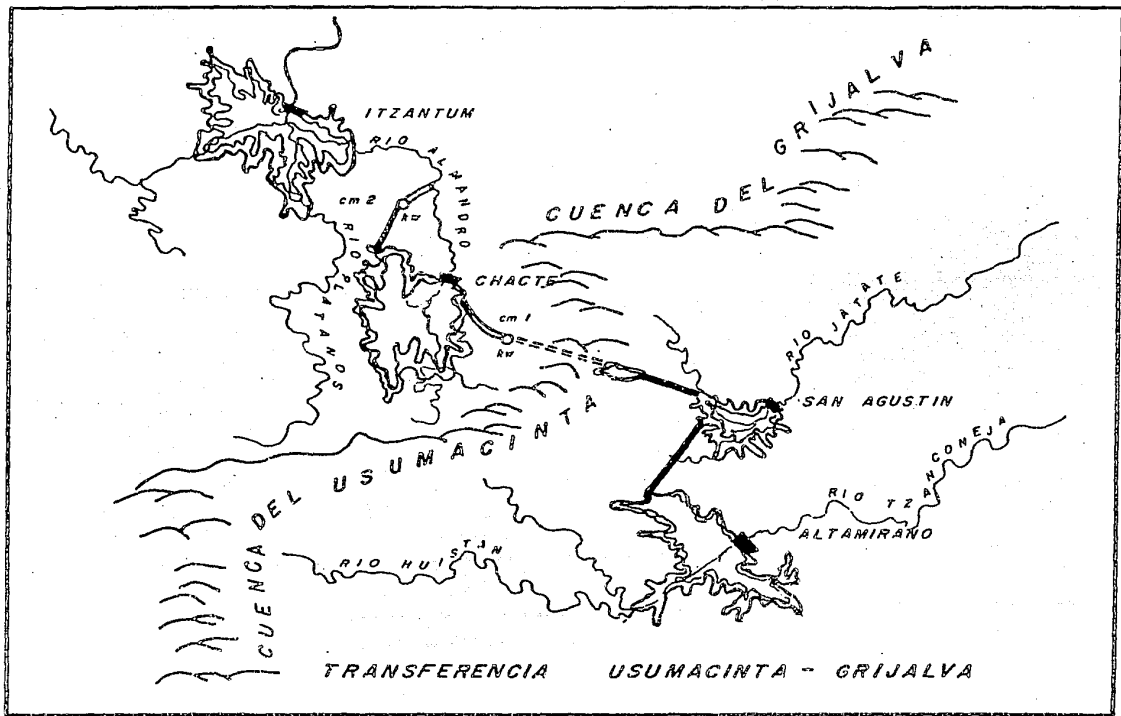 ITZANTUM
RIO ALMANDRO
cm 2
kw
RIO PLATANOS
CHACTE
cm 1
kw
CUENCA DEL GRIJALVA
RIO JATATE
SAN AGUSTIN
CUENCA DEL USUMACINTA
RIO TZANCONEJA
ALTAMIRANO
RIO HUISTAN
TRANSFERENCIA USUMACINTA - GRIJALVA